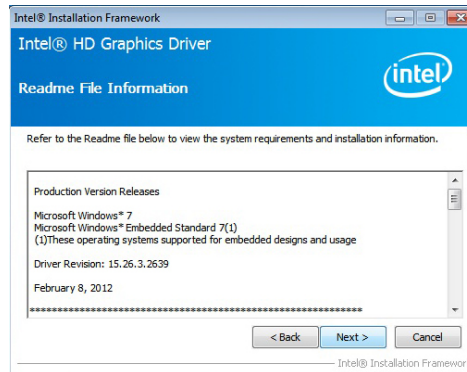 Intel® Installation Framework
Intel® HD Graphics Driver
Readme File Information
intel
Refer to the Readme file below to view the system requirements and installation information.
Production Version Releases
Microsoft Windows* 7
Microsoft Windows* Embedded Standard 7(1)
(1)These operating systems supported for embedded designs and usage
Driver Revision: 15.26.3.2639
February 8, 2012
************************************************************
< Back Next > Cancel
Intel® Installation Framewor